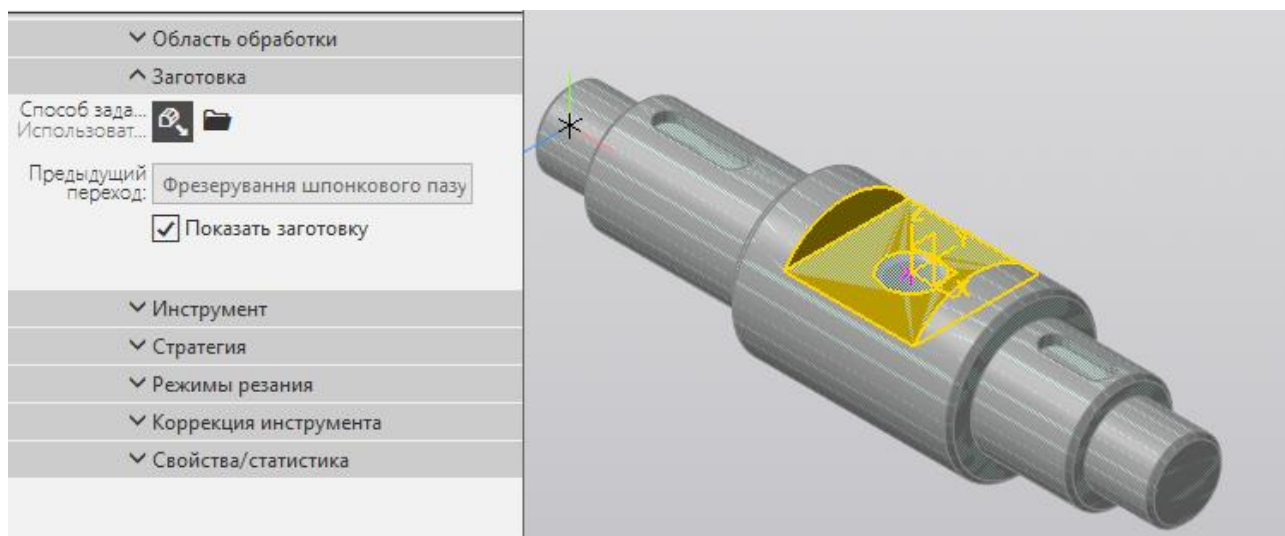 Область обработки
Заготовка
Способ зада...
Использоват...
Предыдущий
переход:
Фрезерування шпонкового пазу
Показать заготовку
Инструмент
Стратегия
Режимы резания
Коррекция инструмента
Свойства/статистика
Z
Y
X